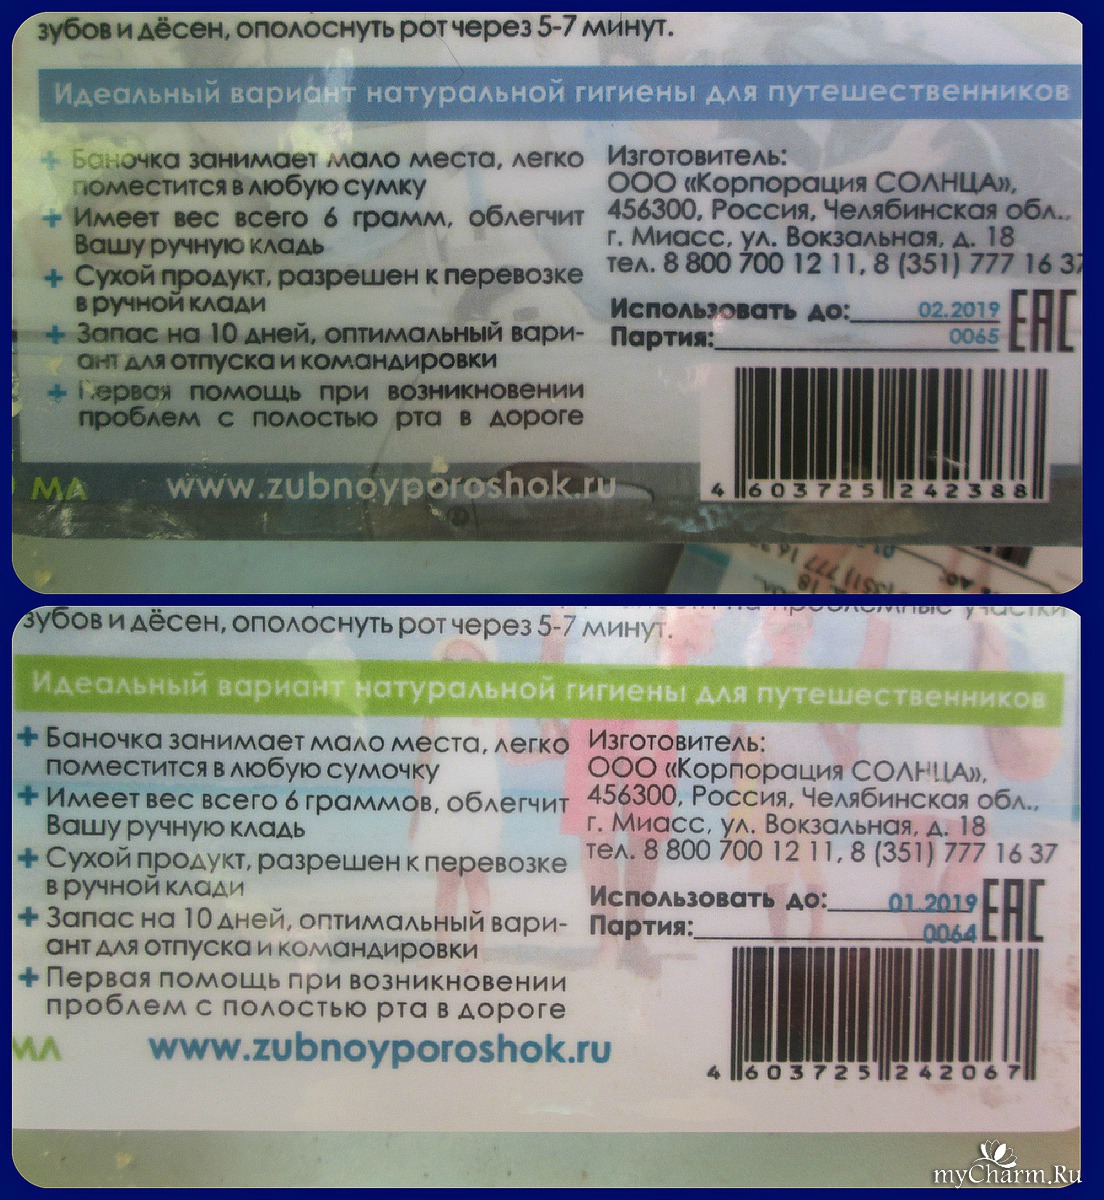 зубов и дёсен, ополоснуть рот через 5-7 минут.
Идеальный вариант натуральной гигиены для путешественников
+ Баночка занимает мало места, легко
поместится в любую сумку
+ Имеет вес всего 6 грамм, облегчит
Вашу ручную кладь
+ Сухой продукт, разрешен к перевозке
в ручной клади
+ Запас на 10 дней, оптимальный вари-
ант для отпуска и командировки
+ Первая помощь при возникновении
проблем с полостью рта в дороге
Изготовитель:
ООО «Корпорация СОЛНЦА»,
456300, Россия, Челябинская обл.,
г. Миасс, ул. Вокзальная, д. 18
тел. 8 800 700 12 11, 8 (351) 777 16 37
Использовать до: 02.2019
Партия: 0065
EAC
4 603725 242388
МА
www.zubnoyporoshok.ru
(351) 777 16 37
на проблемные участки
зубов и дёсен, ополоснуть рот через 5-7 минут.
Идеальный вариант натуральной гигиены для путешественников
+ Баночка занимает мало места, легко
поместится в любую сумочку
+ Имеет вес всего 6 граммов, облегчит
Вашу ручную кладь
+ Сухой продукт, разрешен к перевозке
в ручной клади
+ Запас на 10 дней, оптимальный вари-
ант для отпуска и командировки
+ Первая помощь при возникновении
проблем с полостью рта в дороге
Изготовитель:
ООО «Корпорация СОЛНЦА»,
456300, Россия, Челябинская обл.,
г. Миасс, ул. Вокзальная, д. 18
тел. 8 800 700 12 11, 8 (351) 777 16 37
Использовать до: 01.2019
Партия: 0064
EAC
4 603725 242067
МА
www.zubnoyporoshok.ru
myCharm.Ru